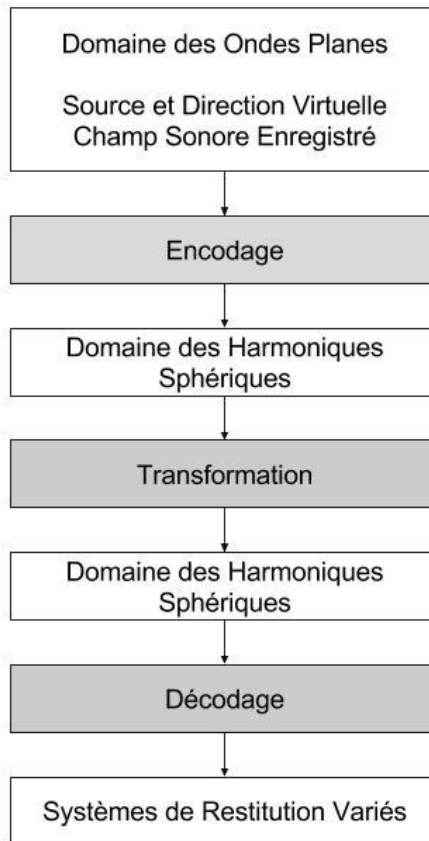 Domaine des Ondes Planes
Source et Direction Virtuelle
Champ Sonore Enregistré
Encodage
Domaine des Harmoniques
Sphériques
Transformation
Domaine des Harmoniques
Sphériques
Décodage
Systèmes de Restitution Variés